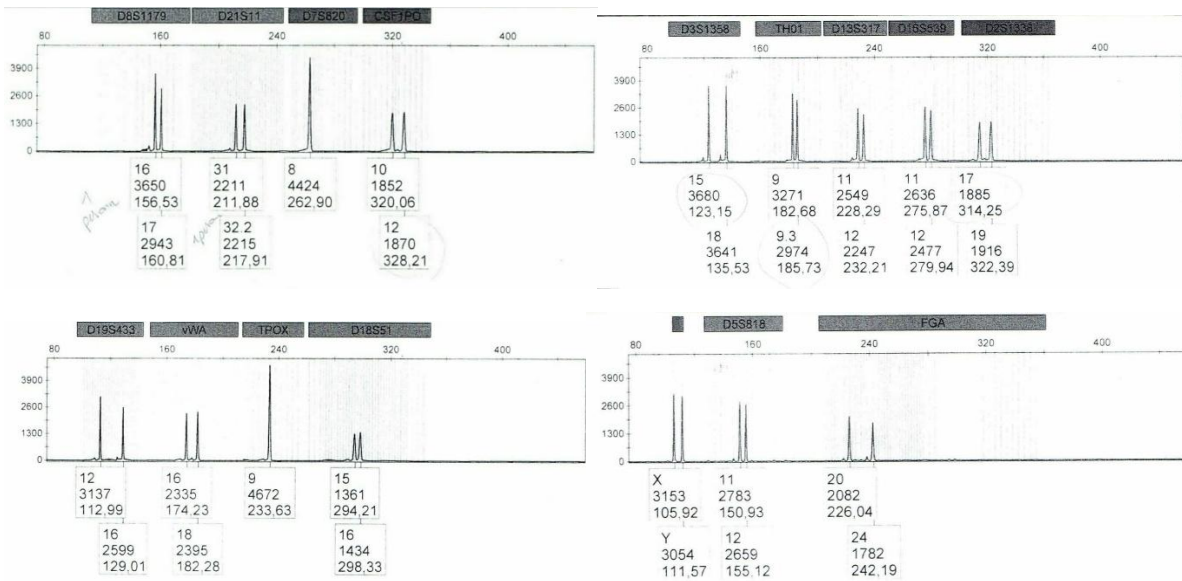 D8S1179 D21S11 D7S820 CSF1PO
80 160 240 320 400
3900
2600
1300
0
16 31 8 10
3650 2211 4424 1852
156,53 211,88 262,90 320,06
17 32.2 12
2943 2215 1870
160,81 217,91 328,21
D3S1358 TH01 D13S317 D16S539 D2S1338
80 160 240 320 400
3900
2600
1300
0
15 9 11 11 17
3680 3271 2549 2636 1885
123,15 182,68 228,29 275,87 314,25
18 9.3 12 12 19
3641 2974 2247 2477 1916
135,53 185,73 232,21 279,94 322,39
D19S433 vWA TPOX D18S51
80 160 240 320 400
3900
2600
1300
0
12 16 9 15
3137 2335 4672 1361
112,99 174,23 233,63 294,21
16 18 16
2599 2395 1434
129,01 182,28 298,33
D5S818 FGA
80 160 240 320 400
3900
2600
1300
0
X 11 20
3153 2783 2082
105,92 150,93 226,04
Y 12 24
3054 2659 1782
111,57 155,12 242,19